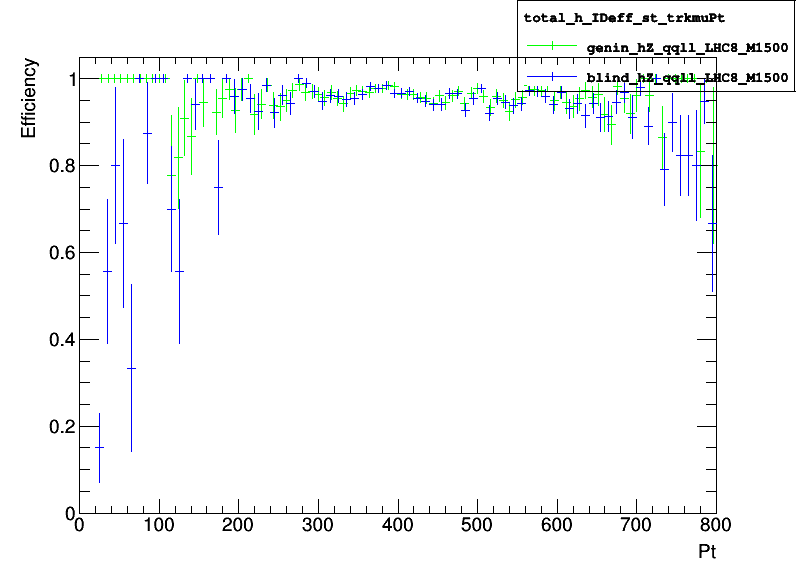 total_h_IDeff_st_trkmuPt
genin_hZ_qqll_LHC8_M1500
blind_hZ_qqll_LHC8_M1500
Efficiency
1
0.8
0.6
0.4
0.2
0
0 100 200 300 400 500 600 700 800
Pt